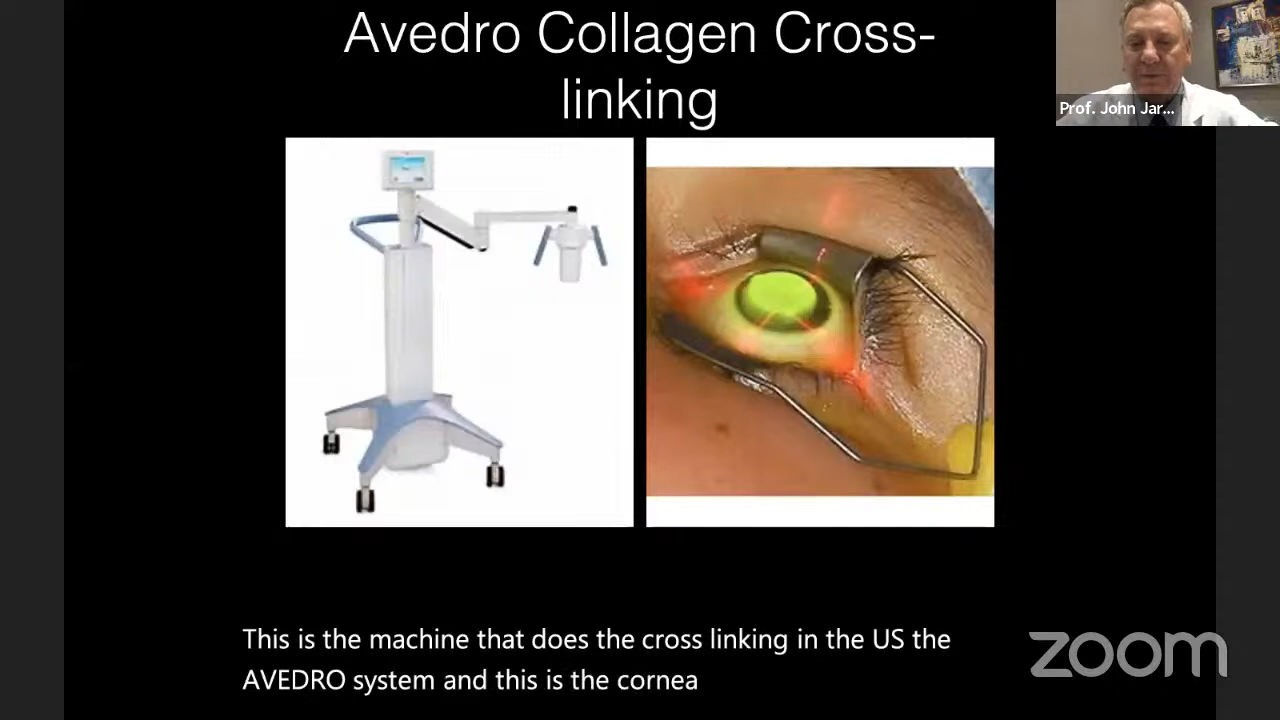 Avedro Collagen Cross-
linking
Prof. John Jar...
This is the machine that does the cross linking in the US the
AVEDRO system and this is the cornea
zoom